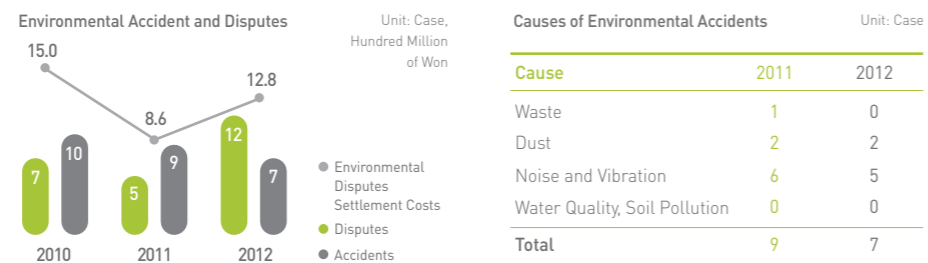 Environmental Accident and Disputes
Unit: Case,
Hundred Million
of Won
15.0
8.6
12.8
7
10
5
9
12
7
2010
2011
2012
Environmental
Disputes
Settlement Costs
Disputes
Accidents
Causes of Environmental Accidents
Unit: Case
Cause 2011 2012
Waste 1 0
Dust 2 2
Noise and Vibration 6 5
Water Quality, Soil Pollution 0 0
Total 9 7